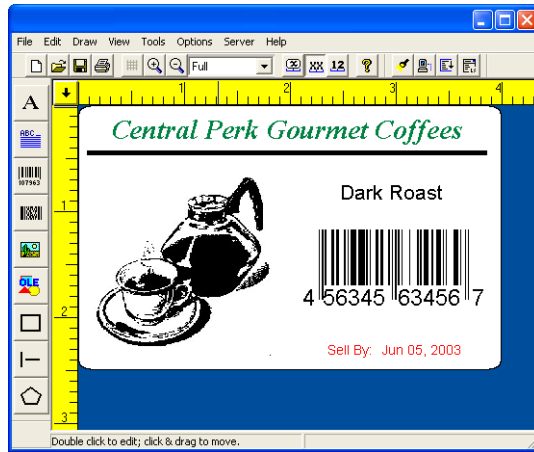 File Edit Draw View Tools Options Server Help
Full XX 12 ?
A
1 2 3 4
ABC
107963
OLE
1
2
3
Central Perk Gourmet Coffees
Dark Roast
4 56345 63456 7
Sell By: Jun 05, 2003
Double click to edit; click & drag to move.